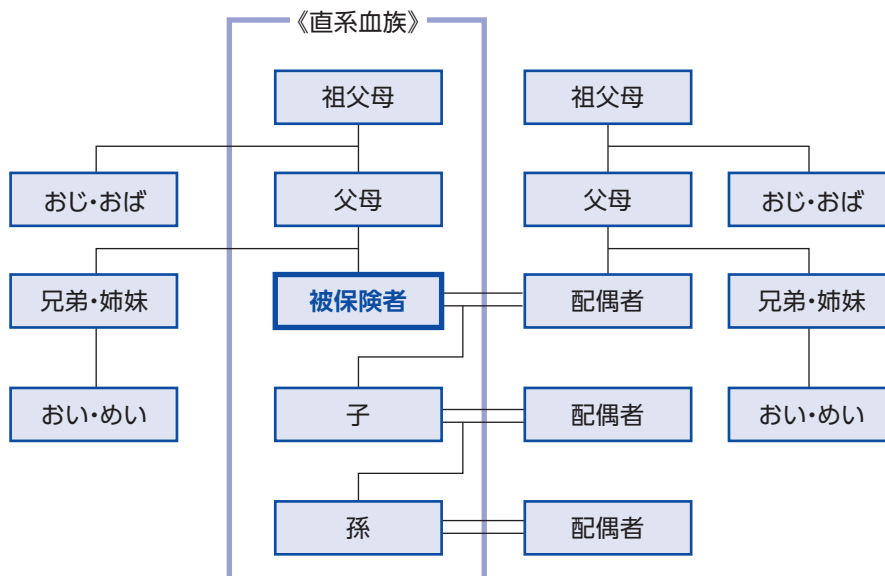 《直系血族》
祖父母
祖父母
おじ・おば
父母
父母
おじ・おば
兄弟・姉妹
被保険者
配偶者
兄弟・姉妹
おい・めい
子
配偶者
おい・めい
孫
配偶者